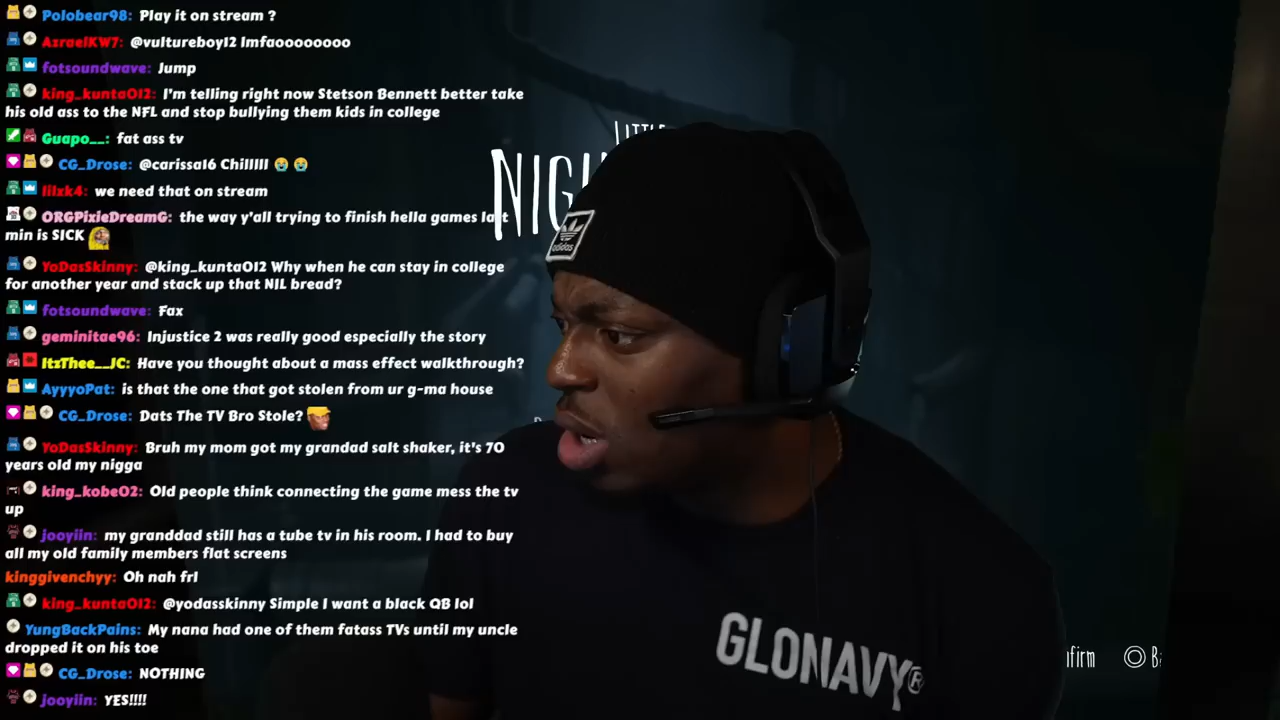 Polobear98: Play it on stream ?
AzraelKW7: @vultureboy12 lmfaoooooooo
fotsoundwave: Jump
king_kunta012: I'm telling right now Stetson Bennett better take
his old ass to the NFL and stop bullying them kids in college
Guapo__: fat ass tv
CG_Drose: @carissa16 Chilllll 😭 😭
lilzk4: we need that on stream
ORGPixieDreamG: the way y'all trying to finish hella games last
min is SICK
YoDasSkinny: @king_kunta012 Why when he can stay in college
for another year and stack up that NIL bread?
fotsoundwave: Fax
geminitae96: Injustice 2 was really good especially the story
ItzThee__JC: Have you thought about a mass effect walkthrough?
AyyyoPat: is that the one that got stolen from ur g-ma house
CG_Drose: Dats The TV Bro Stole?
YoDasSkinny: Bruh my mom got my grandad salt shaker, it's 70
years old my nigga
king_kobe02: Old people think connecting the game mess the tv
up
jooyiin: my granddad still has a tube tv in his room. I had to buy
all my old family members flat screens
kinggivenchyy: Oh nah frl
king_kunta012: @yodasskinny Simple I want a black QB lol
YungBackPains: My nana had one of them fatass TVs until my uncle
dropped it on his toe
CG_Drose: NOTHING
jooyiin: YES!!!!
LITTLE
NIG
adidas
GLONAVY®
nfirm
Ba